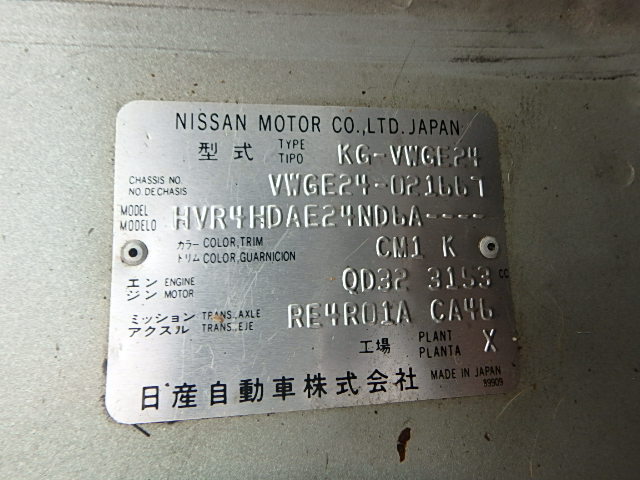 NISSAN MOTOR CO.,LTD. JAPAN
型式 TYPE TIPO KG-VWGE24
CHASSIS NO. NO. DE CHASIS VWGE24-021667
MODEL MODELO HVR4HDAE24ND6A----
カラー COLOR,TRIM
トリム COLOR,GUARNICION CM1 K
エンジン ENGINE MOTOR QD32 3153 CC
ミッション TRANS.,AXLE
アクスル TRANS.,EJE RE4R01A CA46
工場 PLANT PLANTA X
日産自動車株式会社 MADE IN JAPAN
89909